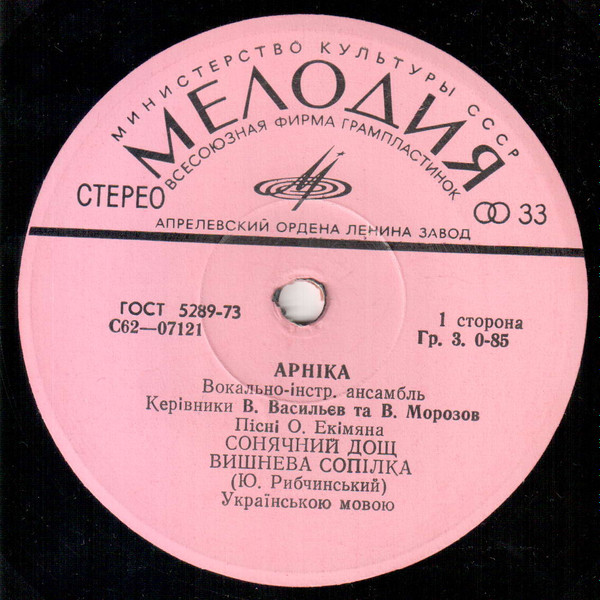 МИНИСТЕРСТВО КУЛЬТУРЫ СССР
МЕЛОДИЯ
ВСЕСОЮЗНАЯ ФИРМА ГРАМПЛАСТИНОК
СТЕРЕО
33
АПРЕЛЕВСКИЙ ОРДЕНА ЛЕНИНА ЗАВОД
ГОСТ 5289-73
С62—07121
1 сторона
Гр. 3. 0-85
АРНІКА
Вокально-інстр. ансамбль
Керівники В. Васильєв та В. Морозов
Пісні О. Екімяна
СОНЯЧНИЙ ДОЩ
ВИШНЕВА СОПІЛКА
(Ю. Рибчинський)
Українською мовою